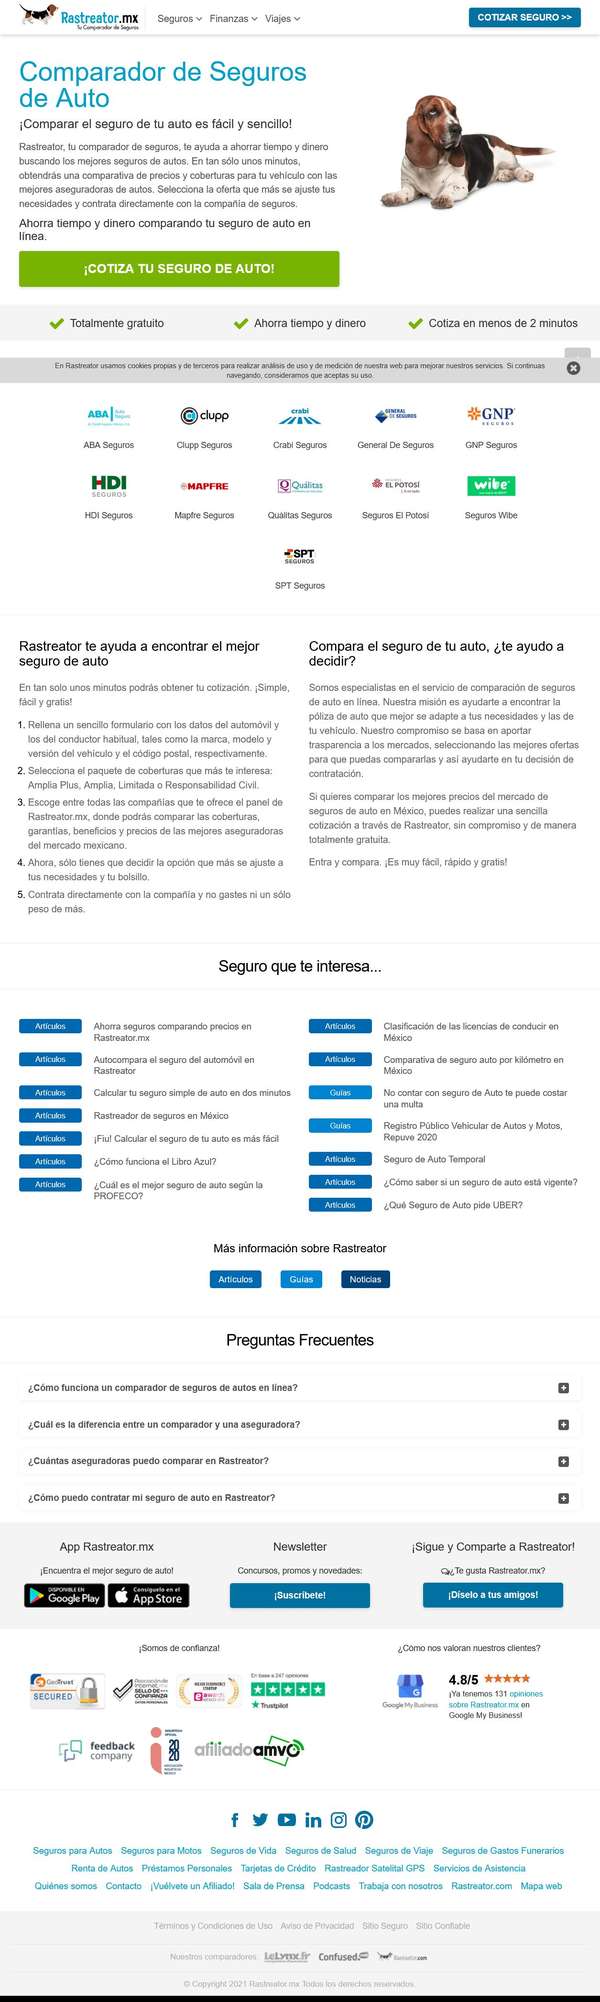 Rastreator.mx
Tu Comparador de Seguros
Seguros
Finanzas
Viajes
COTIZAR SEGURO >>
Comparador de Seguros
de Auto
¡Comparar el seguro de tu auto es fácil y sencillo!
Rastreator, tu comparador de seguros, te ayuda a ahorrar tiempo y dinero
buscando los mejores seguros de autos. En tan sólo unos minutos,
obtendrás una comparativa de precios y coberturas para tu vehículo con las
mejores aseguradoras de autos. Selecciona la oferta que más se ajuste tus
necesidades y contrata directamente con la compañía de seguros.
Ahorra tiempo y dinero comparando tu seguro de auto en
línea.
¡COTIZA TU SEGURO DE AUTO!
Totalmente gratuito
Ahorra tiempo y dinero
Cotiza en menos de 2 minutos
En Rastreator usamos cookies propias y de terceros para realizar análisis de uso y de medición de nuestra web para mejorar nuestros servicios. Si continuas
navegando, consideramos que aceptas su uso.
ABA Seguros
Clupp Seguros
Crabi Seguros
General De Seguros
GNP Seguros
HDI Seguros
Mapfre Seguros
Quálitas Seguros
Seguros El Potosí
Seguros Wibe
SPT Seguros
Rastreator te ayuda a encontrar el mejor
seguro de auto
En tan solo unos minutos podrás obtener tu cotización. ¡Simple,
fácil y gratis!
1. Rellena un sencillo formulario con los datos del automóvil y
los del conductor habitual, tales como la marca, modelo y
versión del vehículo y el código postal, respectivamente.
2. Selecciona el paquete de coberturas que más te interesa:
Amplia Plus, Amplia, Limitada o Responsabilidad Civil.
3. Escoge entre todas las compañías que te ofrece el panel de
Rastreator.mx, donde podrás comparar las coberturas,
garantías, beneficios y precios de las mejores aseguradoras
del mercado mexicano.
4. Ahora, sólo tienes que decidir la opción que más se ajuste a
tus necesidades y tu bolsillo.
5. Contrata directamente con la compañía y no gastes ni un sólo
peso de más.
Compara el seguro de tu auto, ¿te ayudo a
decidir?
Somos especialistas en el servicio de comparación de seguros
de auto en línea. Nuestra misión es ayudarte a encontrar la
póliza de auto que mejor se adapte a tus necesidades y las de
tu vehículo. Nuestro compromiso se basa en aportar
trasparencia a los mercados, seleccionando las mejores ofertas
para que puedas compararlas y así ayudarte en tu decisión de
contratación.
Si quieres comparar los mejores precios del mercado de
seguros de auto en México, puedes realizar una sencilla
cotización a través de Rastreator, sin compromiso y de manera
totalmente gratuita.
Entra y compara. ¡Es muy fácil, rápido y gratis!
Seguro que te interesa...
Artículos Ahorra seguros comparando precios en
Rastreator.mx
Artículos Autocompara el seguro del automóvil en
Rastreator
Artículos Calcular tu seguro simple de auto en dos minutos
Artículos Rastreador de seguros en México
Artículos ¡Fiu! Calcular el seguro de tu auto es más fácil
Artículos ¿Cómo funciona el Libro Azul?
Artículos ¿Cuál es el mejor seguro de auto según la
PROFECO?
Artículos Clasificación de las licencias de conducir en
México
Artículos Comparativa de seguro auto por kilómetro en
México
Guías No contar con seguro de Auto te puede costar
una multa
Guías Registro Público Vehicular de Autos y Motos,
Repuve 2020
Artículos Seguro de Auto Temporal
Artículos ¿Cómo saber si un seguro de auto está vigente?
Artículos ¿Qué Seguro de Auto pide UBER?
Más información sobre Rastreator
Artículos
Guías
Noticias
Preguntas Frecuentes
¿Cómo funciona un comparador de seguros de autos en línea?
¿Cuál es la diferencia entre un comparador y una aseguradora?
¿Cuántas aseguradoras puedo comparar en Rastreator?
¿Cómo puedo contratar mi seguro de auto en Rastreator?
App Rastreator.mx
¡Encuentra el mejor seguro de auto!
DISPONIBLE EN
Google Play
Consíguelo en el
App Store
Newsletter
Concursos, promos y novedades:
¡Suscríbete!
¡Sigue y Comparte a Rastreator!
¿Te gusta Rastreator.mx?
¡Díselo a tus amigos!
¡Somos de confianza!
GeoTrust
SECURED
SELLO DE
CONFIANZA
En base a 247 opiniones
Trustpilot
feedback
company
2020
afiliadoamvo
¿Cómo nos valoran nuestros clientes?
Google My Business
4.8/5
¡Ya tenemos 131 opiniones
sobre Rastreator.mx en
Google My Business!
Seguros para Autos Seguros para Motos Seguros de Vida Seguros de Salud Seguros de Viaje Seguros de Gastos Funerarios
Renta de Autos Préstamos Personales Tarjetas de Crédito Rastreador Satelital GPS Servicios de Asistencia
Quiénes somos Contacto ¡Vuélvete un Afiliado! Sala de Prensa Podcasts Trabaja con nosotros Rastreator.com Mapa web
Términos y Condiciones de Uso Aviso de Privacidad Sitio Seguro Sitio Confiable
Nuestros comparadores: LeLynx.fr Confused.com Rastreator.com
© Copyright 2021 Rastreator.mx Todos los derechos reservados.